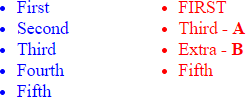 • First
• Second
• Third
• Fourth
• Fifth
• FIRST
• Third - A
• Extra - B
• Fifth